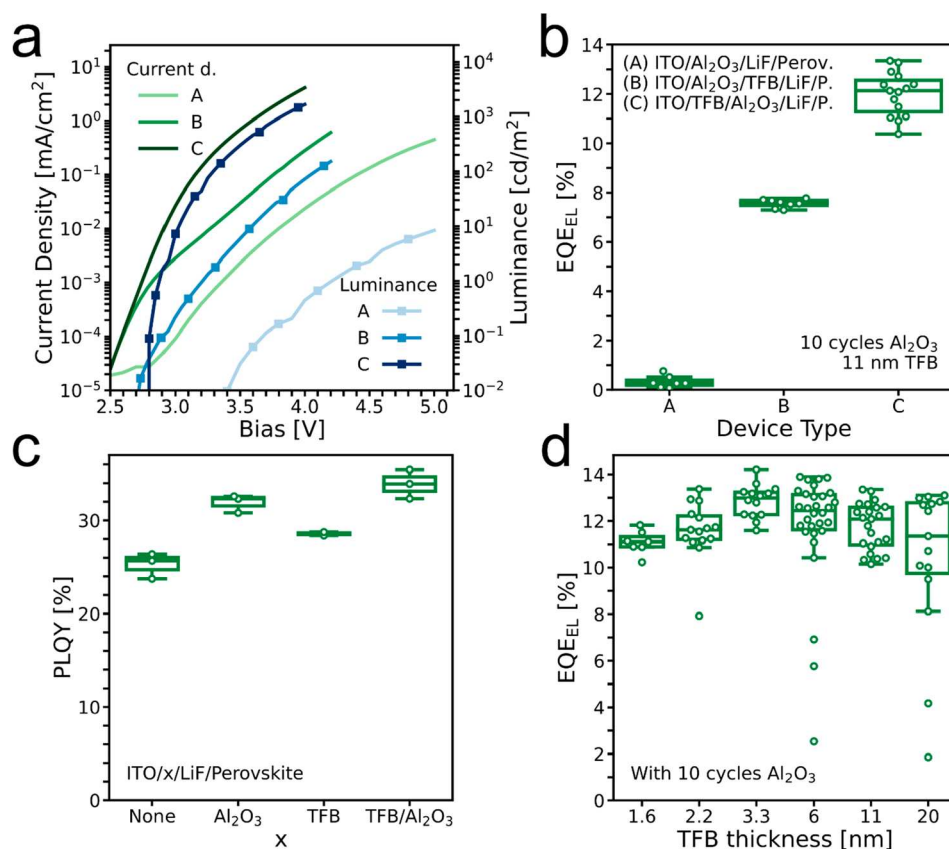 a
10¹
10⁰
10⁻¹
10⁻²
10⁻³
10⁻⁴
10⁻⁵
Current Density [mA/cm²]
Current d.
A
B
C
Luminance
A
B
C
10⁴
10³
10²
10¹
10⁰
10⁻¹
10⁻²
Luminance [cd/m²]
2.5 3.0 3.5 4.0 4.5 5.0
Bias [V]
b
14
12
10
8
6
4
2
0
EQE_EL [%]
(A) ITO/Al₂O₃/LiF/Perov.
(B) ITO/Al₂O₃/TFB/LiF/P.
(C) ITO/TFB/Al₂O₃/LiF/P.
10 cycles Al₂O₃
11 nm TFB
A B C
Device Type
c
30
20
10
0
PLQY [%]
ITO/x/LiF/Perovskite
None Al₂O₃ TFB TFB/Al₂O₃
x
d
14
12
10
8
6
4
2
0
EQE_EL [%]
With 10 cycles Al₂O₃
1.6 2.2 3.3 6 11 20
TFB thickness [nm]